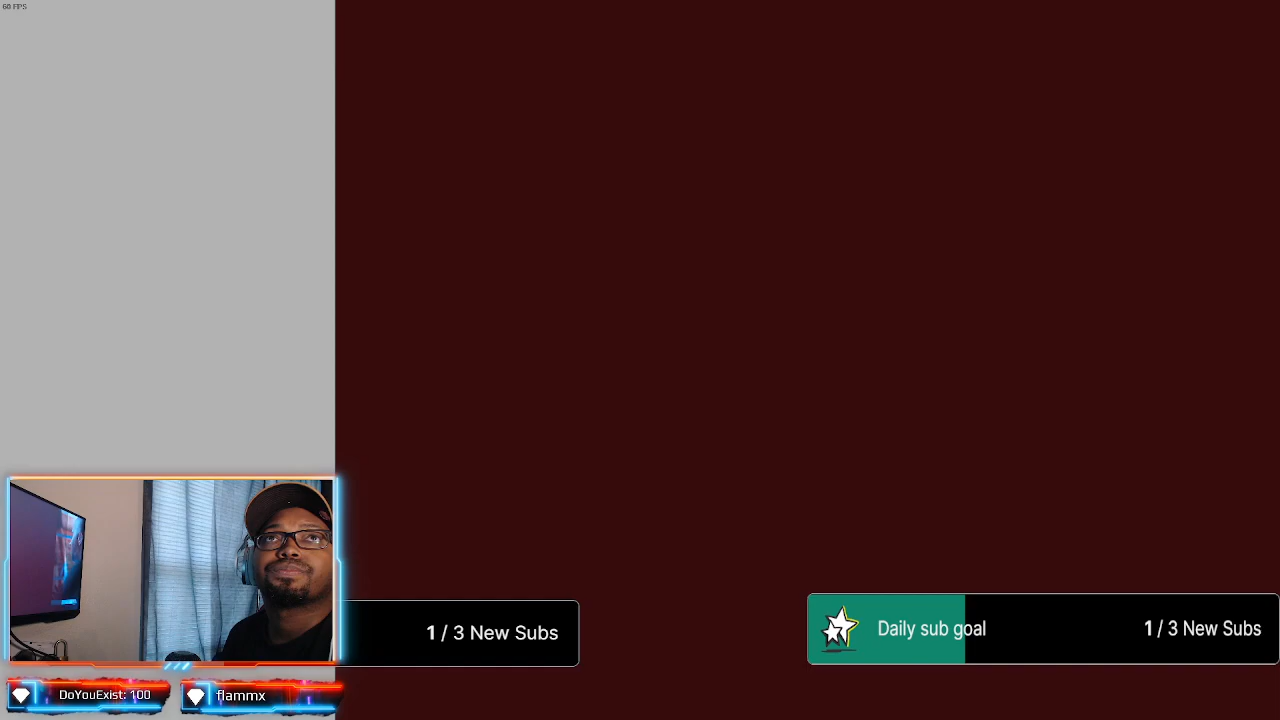 60 FPS
1 / 3 New Subs
Daily sub goal 1 / 3 New Subs
DoYouExist: 100
flammx